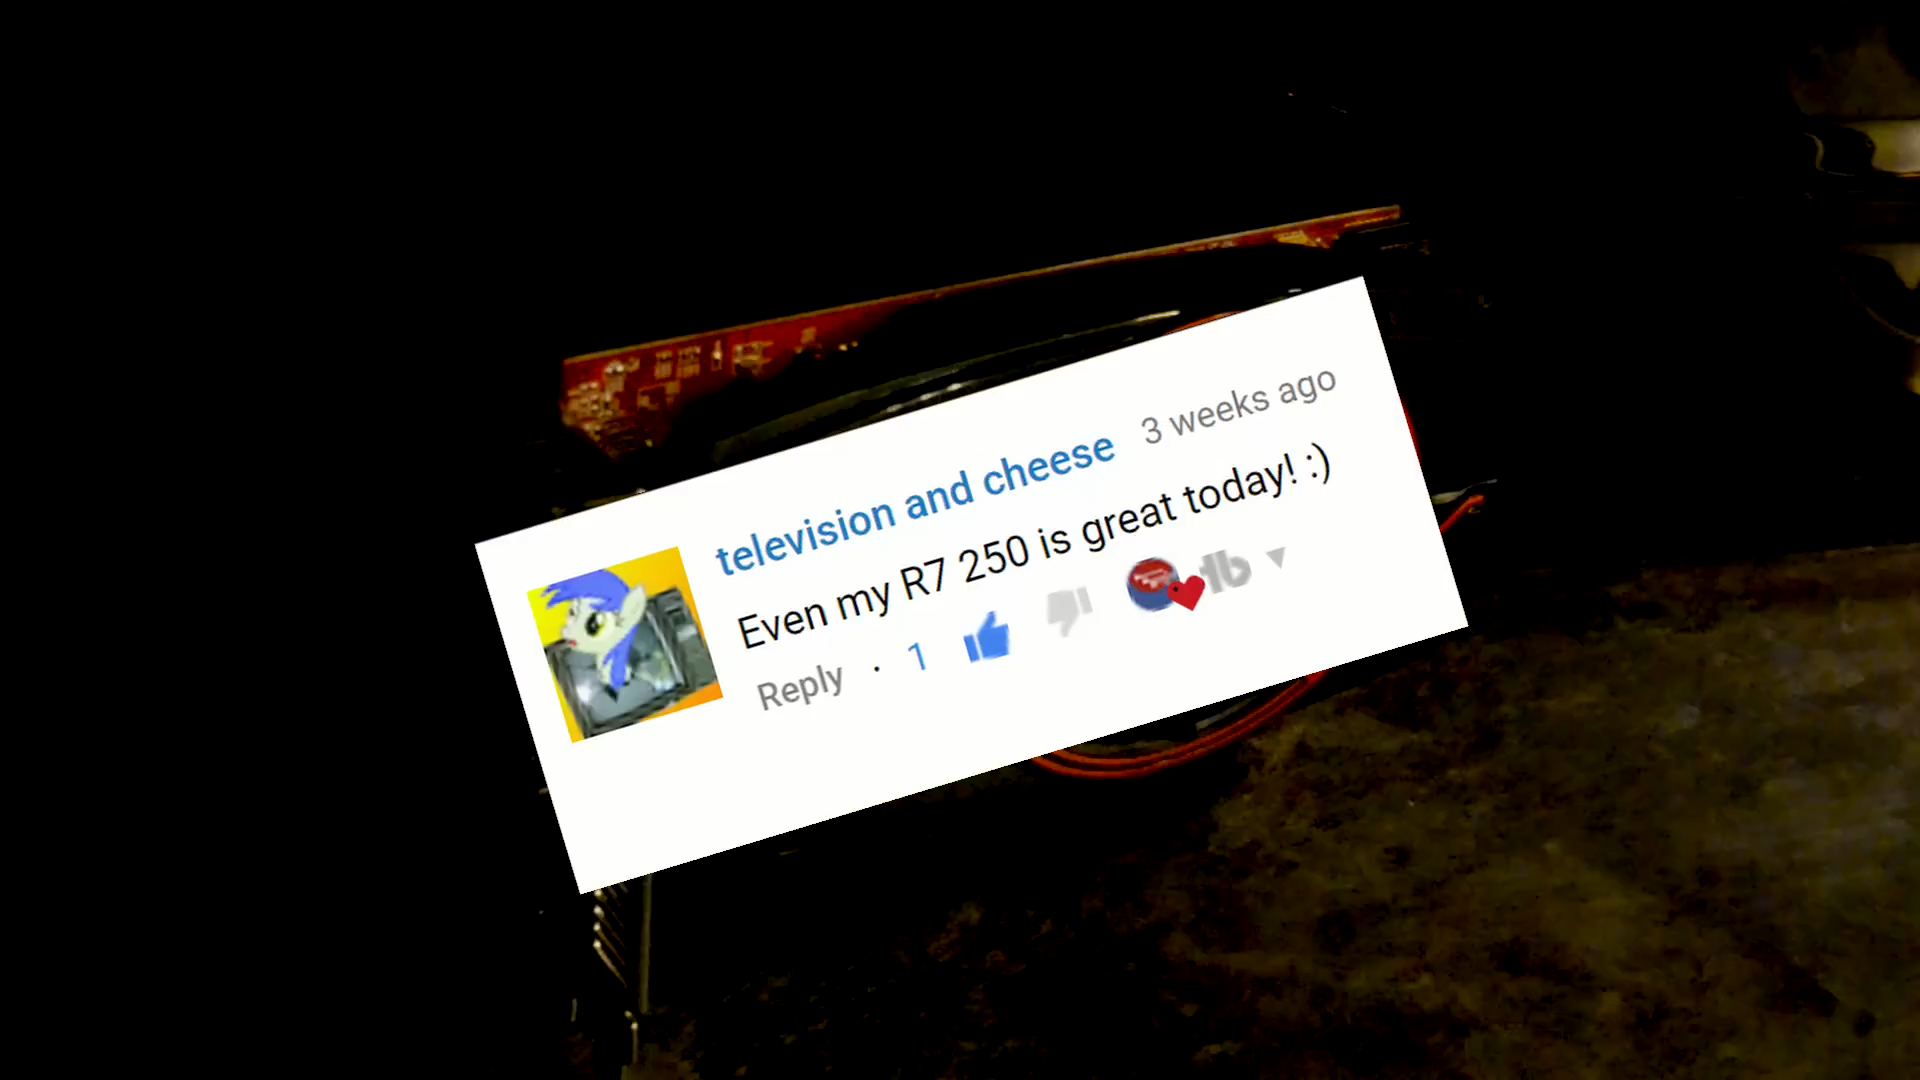 television and cheese 3 weeks ago
Even my R7 250 is great today! :)
Reply · 1